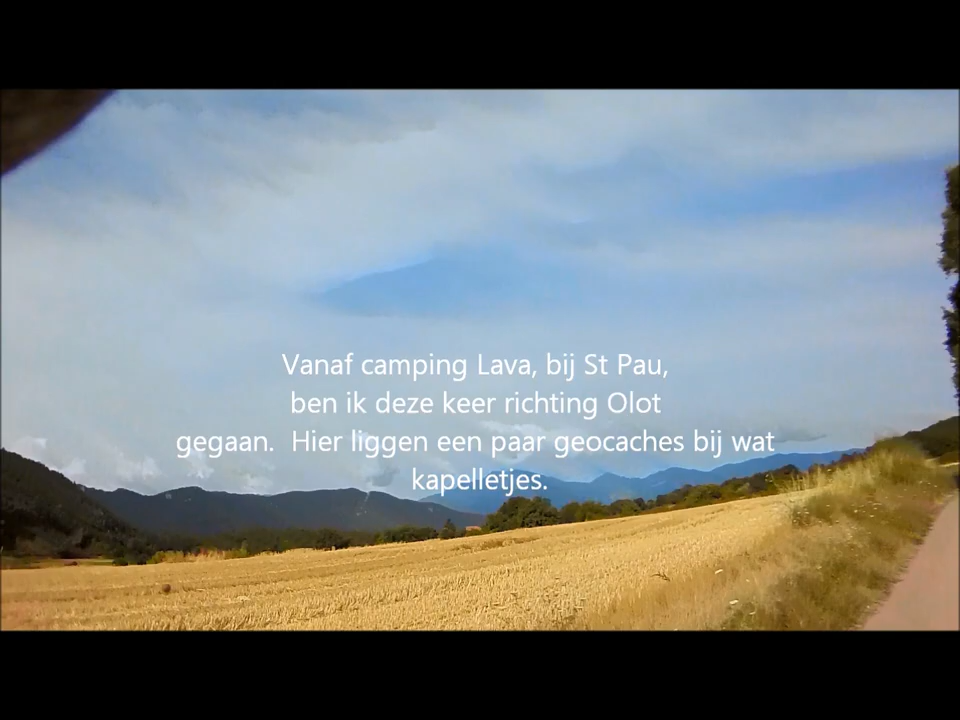 Vanaf camping Lava, bij St Pau,
ben ik deze keer richting Olot
gegaan.  Hier liggen een paar geocaches bij wat
kapelletjes.